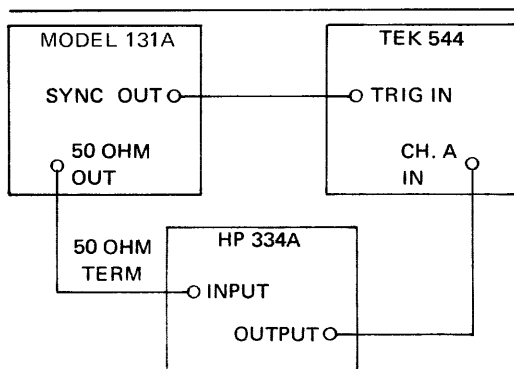 MODEL 131A
TEK 544
SYNC OUT
TRIG IN
50 OHM
OUT
CH. A
IN
50 OHM
TERM
HP 334A
INPUT
OUTPUT